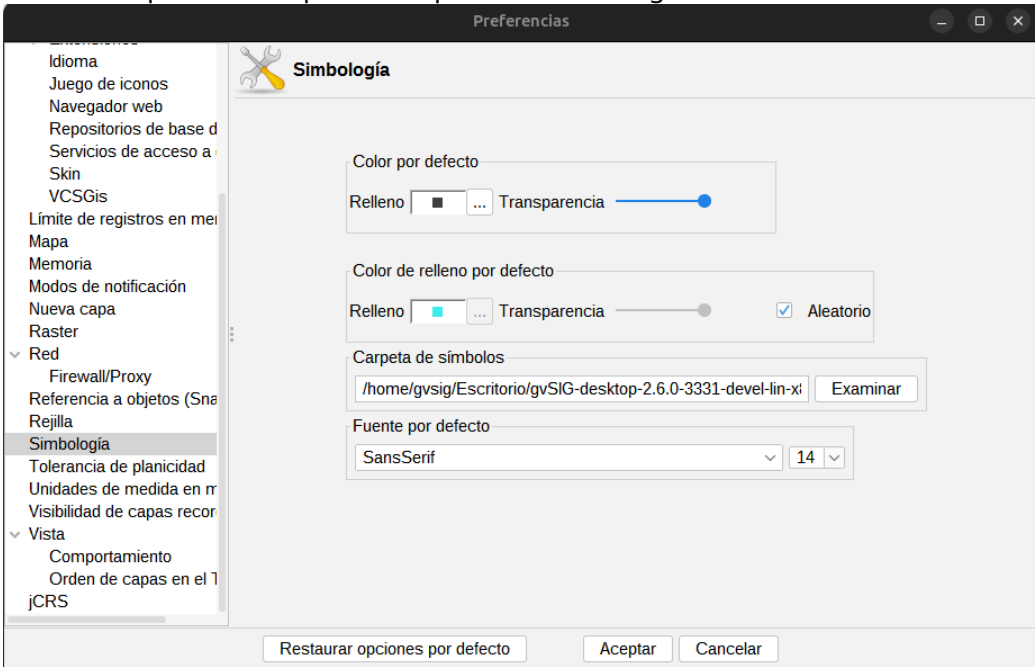 Preferencias
Idioma
Juego de iconos
Navegador web
Repositorios de base d
Servicios de acceso a
Skin
VCSGis
Límite de registros en me
Mapa
Memoria
Modos de notificación
Nueva capa
Raster
Red
Firewall/Proxy
Referencia a objetos (Sna
Rejilla
Simbología
Tolerancia de planicidad
Unidades de medida en m
Visibilidad de capas recor
Vista
Comportamiento
Orden de capas en el T
jCRS
Simbología
Color por defecto
Relleno ... Transparencia
Color de relleno por defecto
Relleno ... Transparencia Aleatorio
Carpeta de símbolos
/home/gvsig/Escritorio/gvSIG-desktop-2.6.0-3331-devel-lin-x8 Examinar
Fuente por defecto
SansSerif 14
Restaurar opciones por defecto Aceptar Cancelar